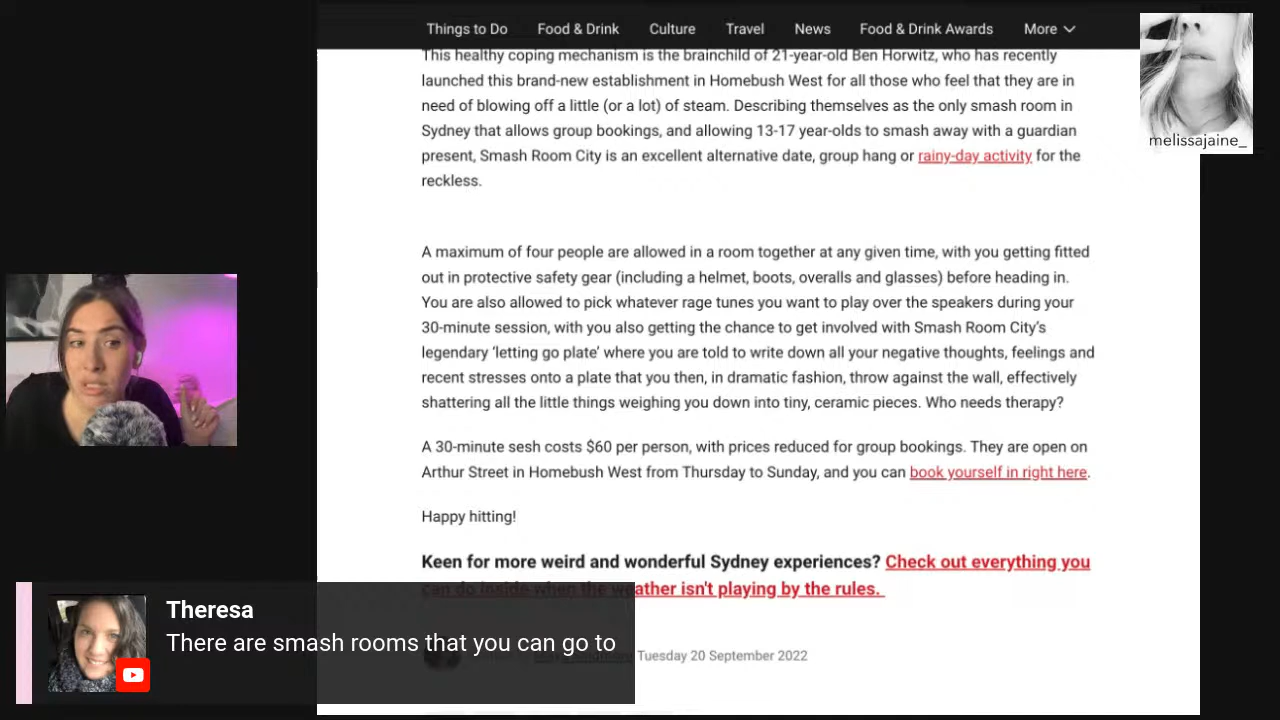 Things to Do Food & Drink Culture Travel News Food & Drink Awards More
This healthy coping mechanism is the brainchild of 21-year-old Ben Horwitz, who has recently
launched this brand-new establishment in Homebush West for all those who feel that they are in
need of blowing off a little (or a lot) of steam. Describing themselves as the only smash room in
Sydney that allows group bookings, and allowing 13-17 year-olds to smash away with a guardian
present, Smash Room City is an excellent alternative date, group hang or rainy-day activity for the
reckless.
melissajaine_
A maximum of four people are allowed in a room together at any given time, with you getting fitted
out in protective safety gear (including a helmet, boots, overalls and glasses) before heading in.
You are also allowed to pick whatever rage tunes you want to play over the speakers during your
30-minute session, with you also getting the chance to get involved with Smash Room City's
legendary ‘letting go plate’ where you are told to write down all your negative thoughts, feelings and
recent stresses onto a plate that you then, in dramatic fashion, throw against the wall, effectively
shattering all the little things weighing you down into tiny, ceramic pieces. Who needs therapy?
A 30-minute sesh costs $60 per person, with prices reduced for group bookings. They are open on
Arthur Street in Homebush West from Thursday to Sunday, and you can book yourself in right here.
Happy hitting!
Keen for more weird and wonderful Sydney experiences? Check out everything you
can do inside when the weather isn't playing by the rules.
Tuesday 20 September 2022
Theresa
There are smash rooms that you can go to